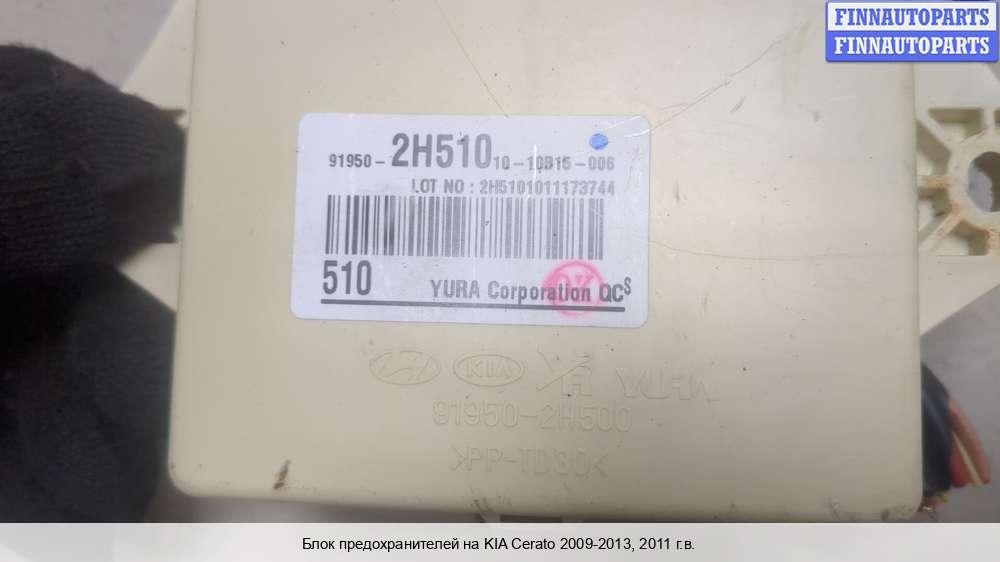 FINNAUTOPARTS
FINNAUTOPARTS
91950- 2H510 10-10B15-006
LOT NO : 2H5101011173744
510 YURA Corporation QCS
OK
KIA YURA
91950-2H500
>PP-TD30<
Блок предохранителей на KIA Cerato 2009-2013, 2011 г.в.